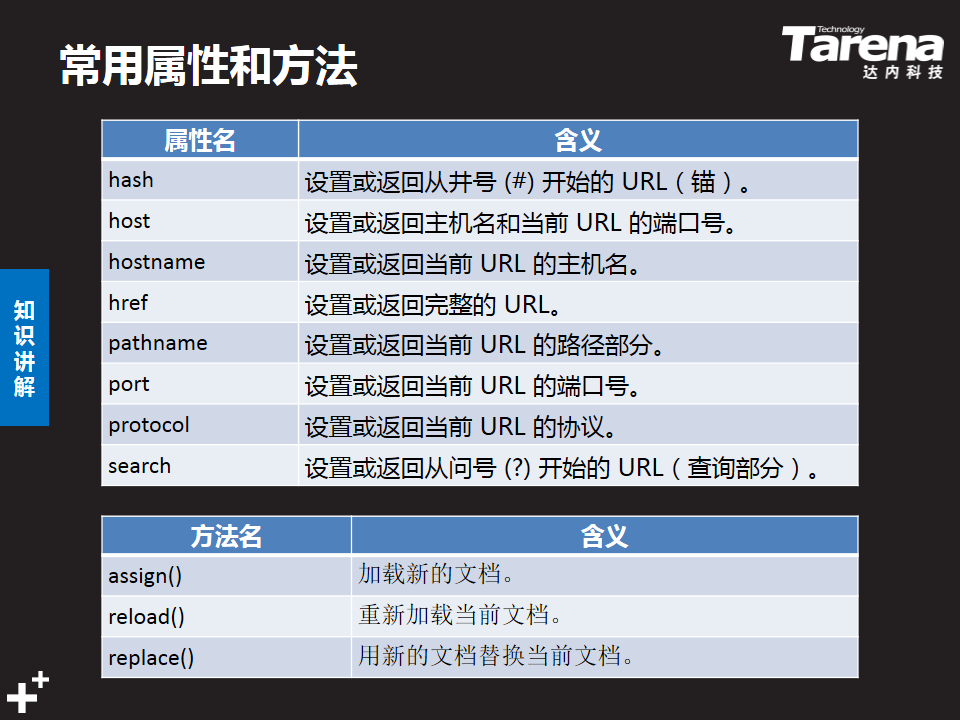 常用属性和方法
Technology
Tarena
达内科技
知识讲解
属性名 含义
hash 设置或返回从井号 (#) 开始的 URL（锚）。
host 设置或返回主机名和当前 URL 的端口号。
hostname 设置或返回当前 URL 的主机名。
href 设置或返回完整的 URL。
pathname 设置或返回当前 URL 的路径部分。
port 设置或返回当前 URL 的端口号。
protocol 设置或返回当前 URL 的协议。
search 设置或返回从问号 (?) 开始的 URL（查询部分）。
方法名 含义
assign() 加载新的文档。
reload() 重新加载当前文档。
replace() 用新的文档替换当前文档。